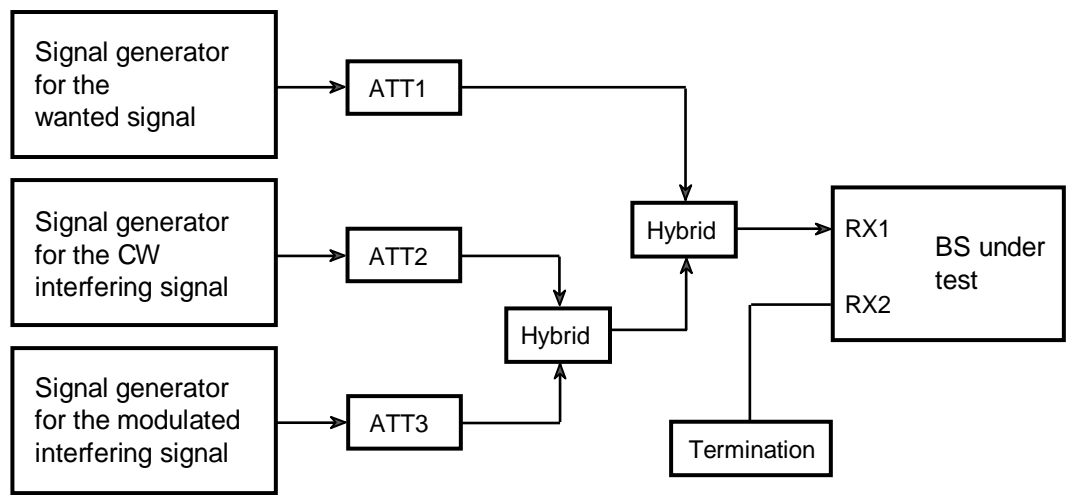 Signal generator
for the
wanted signal
ATT1
Signal generator
for the CW
interfering signal
ATT2
Signal generator
for the modulated
interfering signal
ATT3
Hybrid
Hybrid
RX1
RX2
BS under
test
Termination